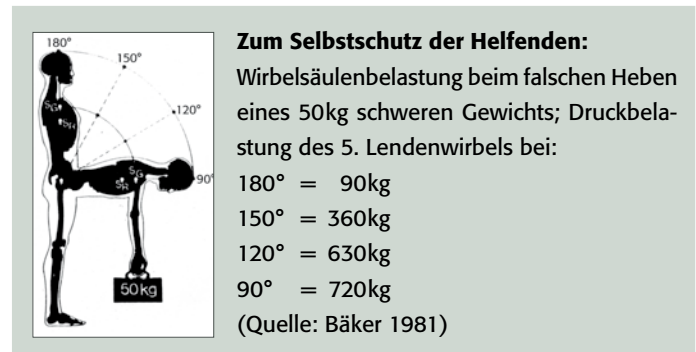 180°
150°
120°
90°
SG
SH
SG
SR
50kg
Zum Selbstschutz der Helfenden:
Wirbelsäulenbelastung beim falschen Heben
eines 50kg schweren Gewichts; Druckbela-
stung des 5. Lendenwirbels bei:
180° = 90kg
150° = 360kg
120° = 630kg
90° = 720kg
(Quelle: Bäker 1981)